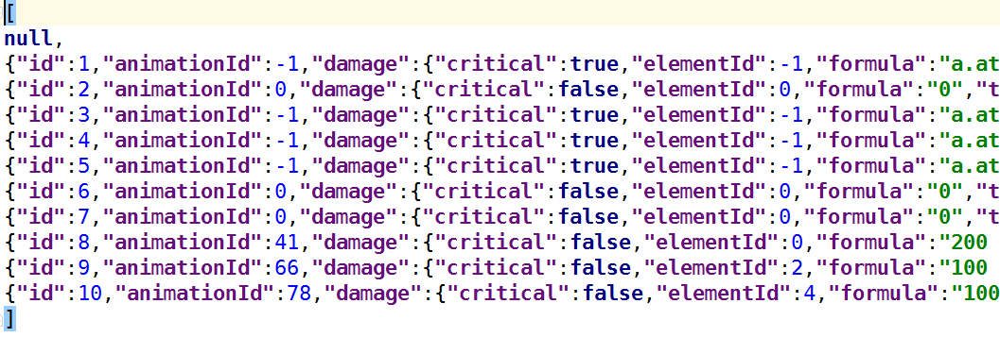 [
null,
{"id":1,"animationId":-1,"damage":{"critical":true,"elementId":-1,"formula":"a.at
{"id":2,"animationId":0,"damage":{"critical":false,"elementId":0,"formula":"0","t
{"id":3,"animationId":-1,"damage":{"critical":true,"elementId":-1,"formula":"a.at
{"id":4,"animationId":-1,"damage":{"critical":true,"elementId":-1,"formula":"a.at
{"id":5,"animationId":-1,"damage":{"critical":true,"elementId":-1,"formula":"a.at
{"id":6,"animationId":0,"damage":{"critical":false,"elementId":0,"formula":"0","t
{"id":7,"animationId":0,"damage":{"critical":false,"elementId":0,"formula":"0","t
{"id":8,"animationId":41,"damage":{"critical":false,"elementId":0,"formula":"200
{"id":9,"animationId":66,"damage":{"critical":false,"elementId":2,"formula":"100
{"id":10,"animationId":78,"damage":{"critical":false,"elementId":4,"formula":"100
]